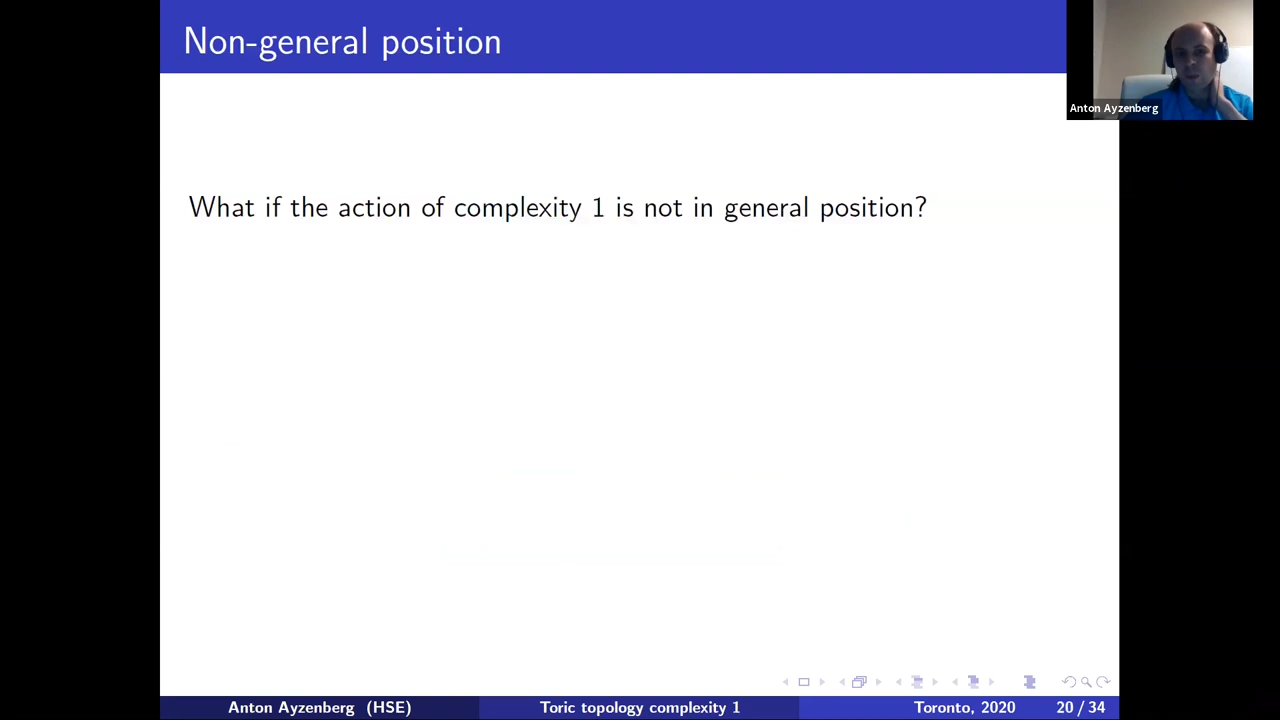 Non-general position
Anton Ayzenberg
What if the action of complexity 1 is not in general position?
Anton Ayzenberg (HSE)
Toric topology complexity 1
Toronto, 2020
20 / 34